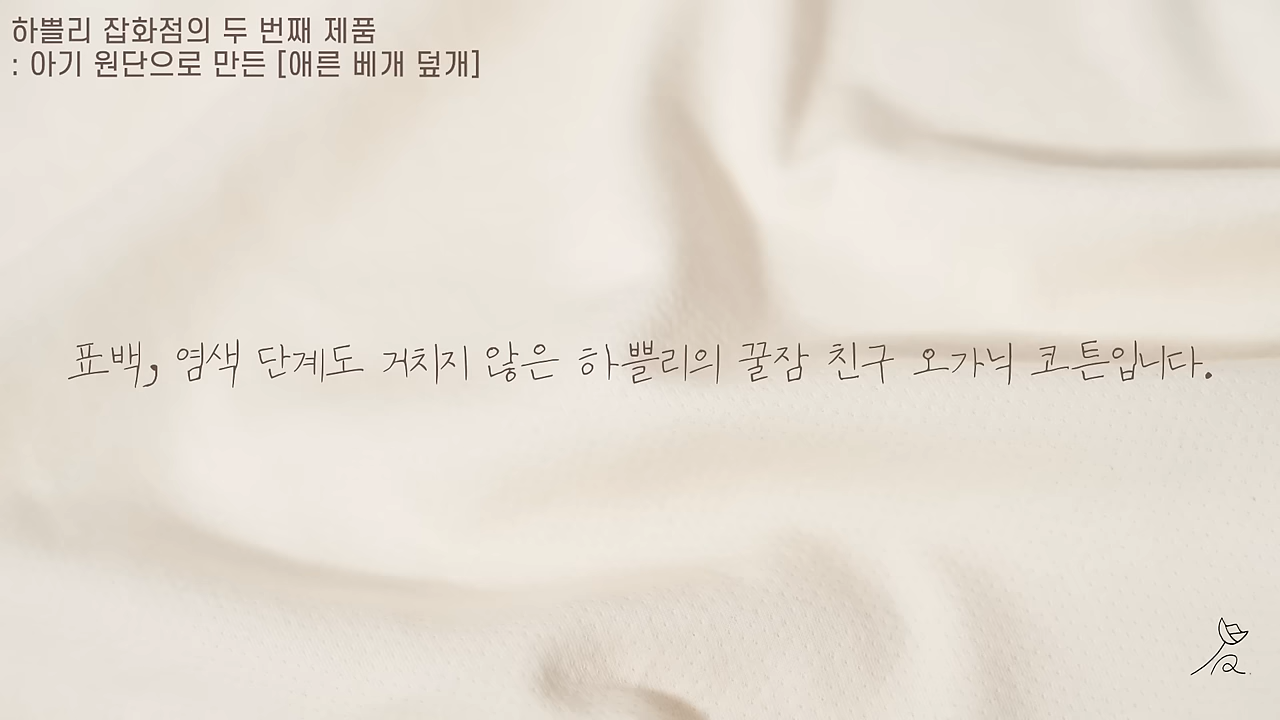 하쁠리 잡화점의 두 번째 제품
: 아기 원단으로 만든 [애른 베개 덮개]
표백, 염색 단계도 거치지 않은 하쁠리의 꿀잠 친구 오가닉 코튼입니다.